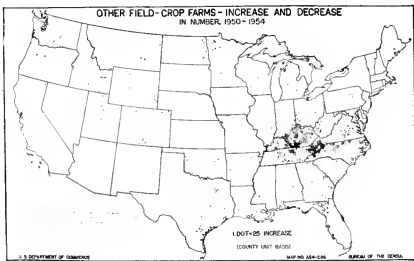 OTHER FIELD-CROP FARMS-INCREASE AND DECREASE
IN NUMBER, 1950-1954
1 DOT=25 INCREASE
(COUNTY UNIT BASIS)
U. S. DEPARTMENT OF COMMERCE
MAP NO. A54-
BUREAU OF THE CENSUS